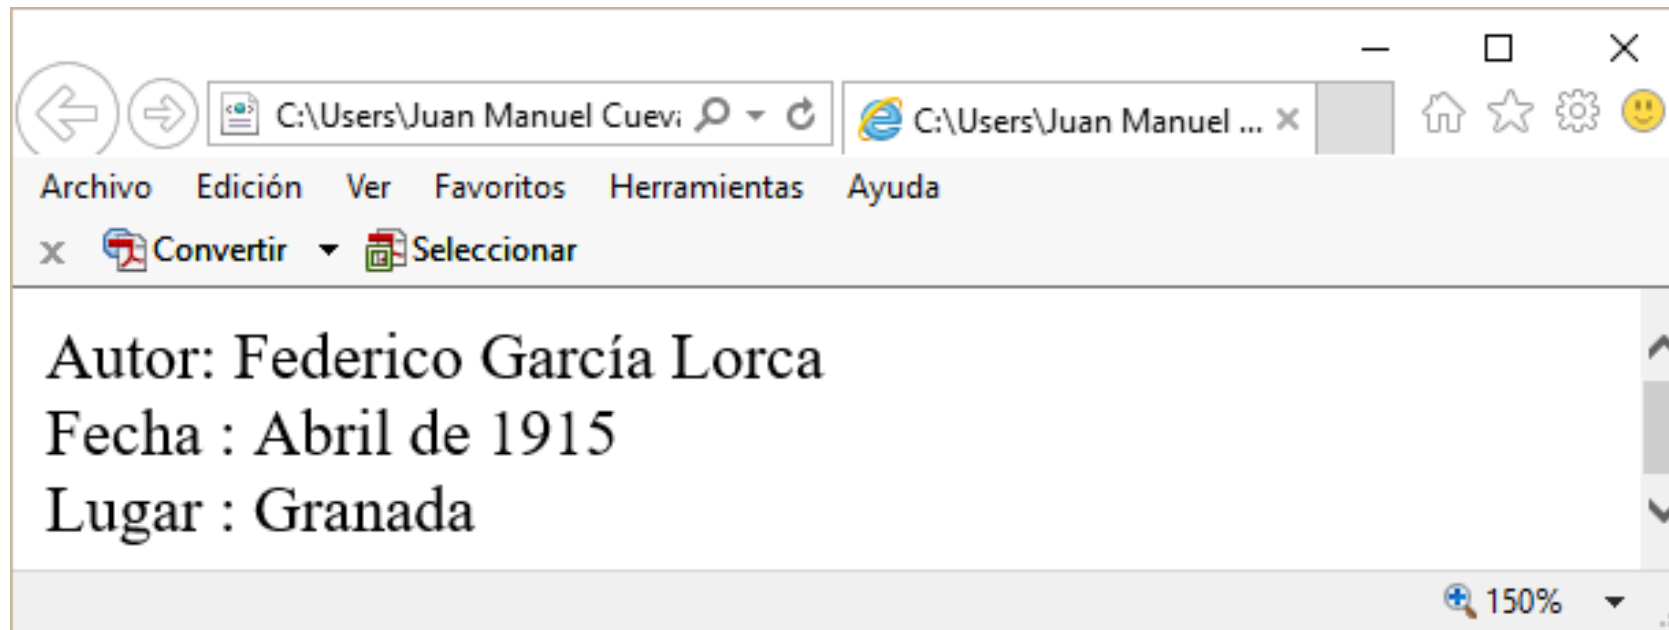 C:\Users\Juan Manuel Cueva
C:\Users\Juan Manuel ...
Archivo Edición Ver Favoritos Herramientas Ayuda
x Convertir Seleccionar
Autor: Federico García Lorca
Fecha : Abril de 1915
Lugar : Granada
150%